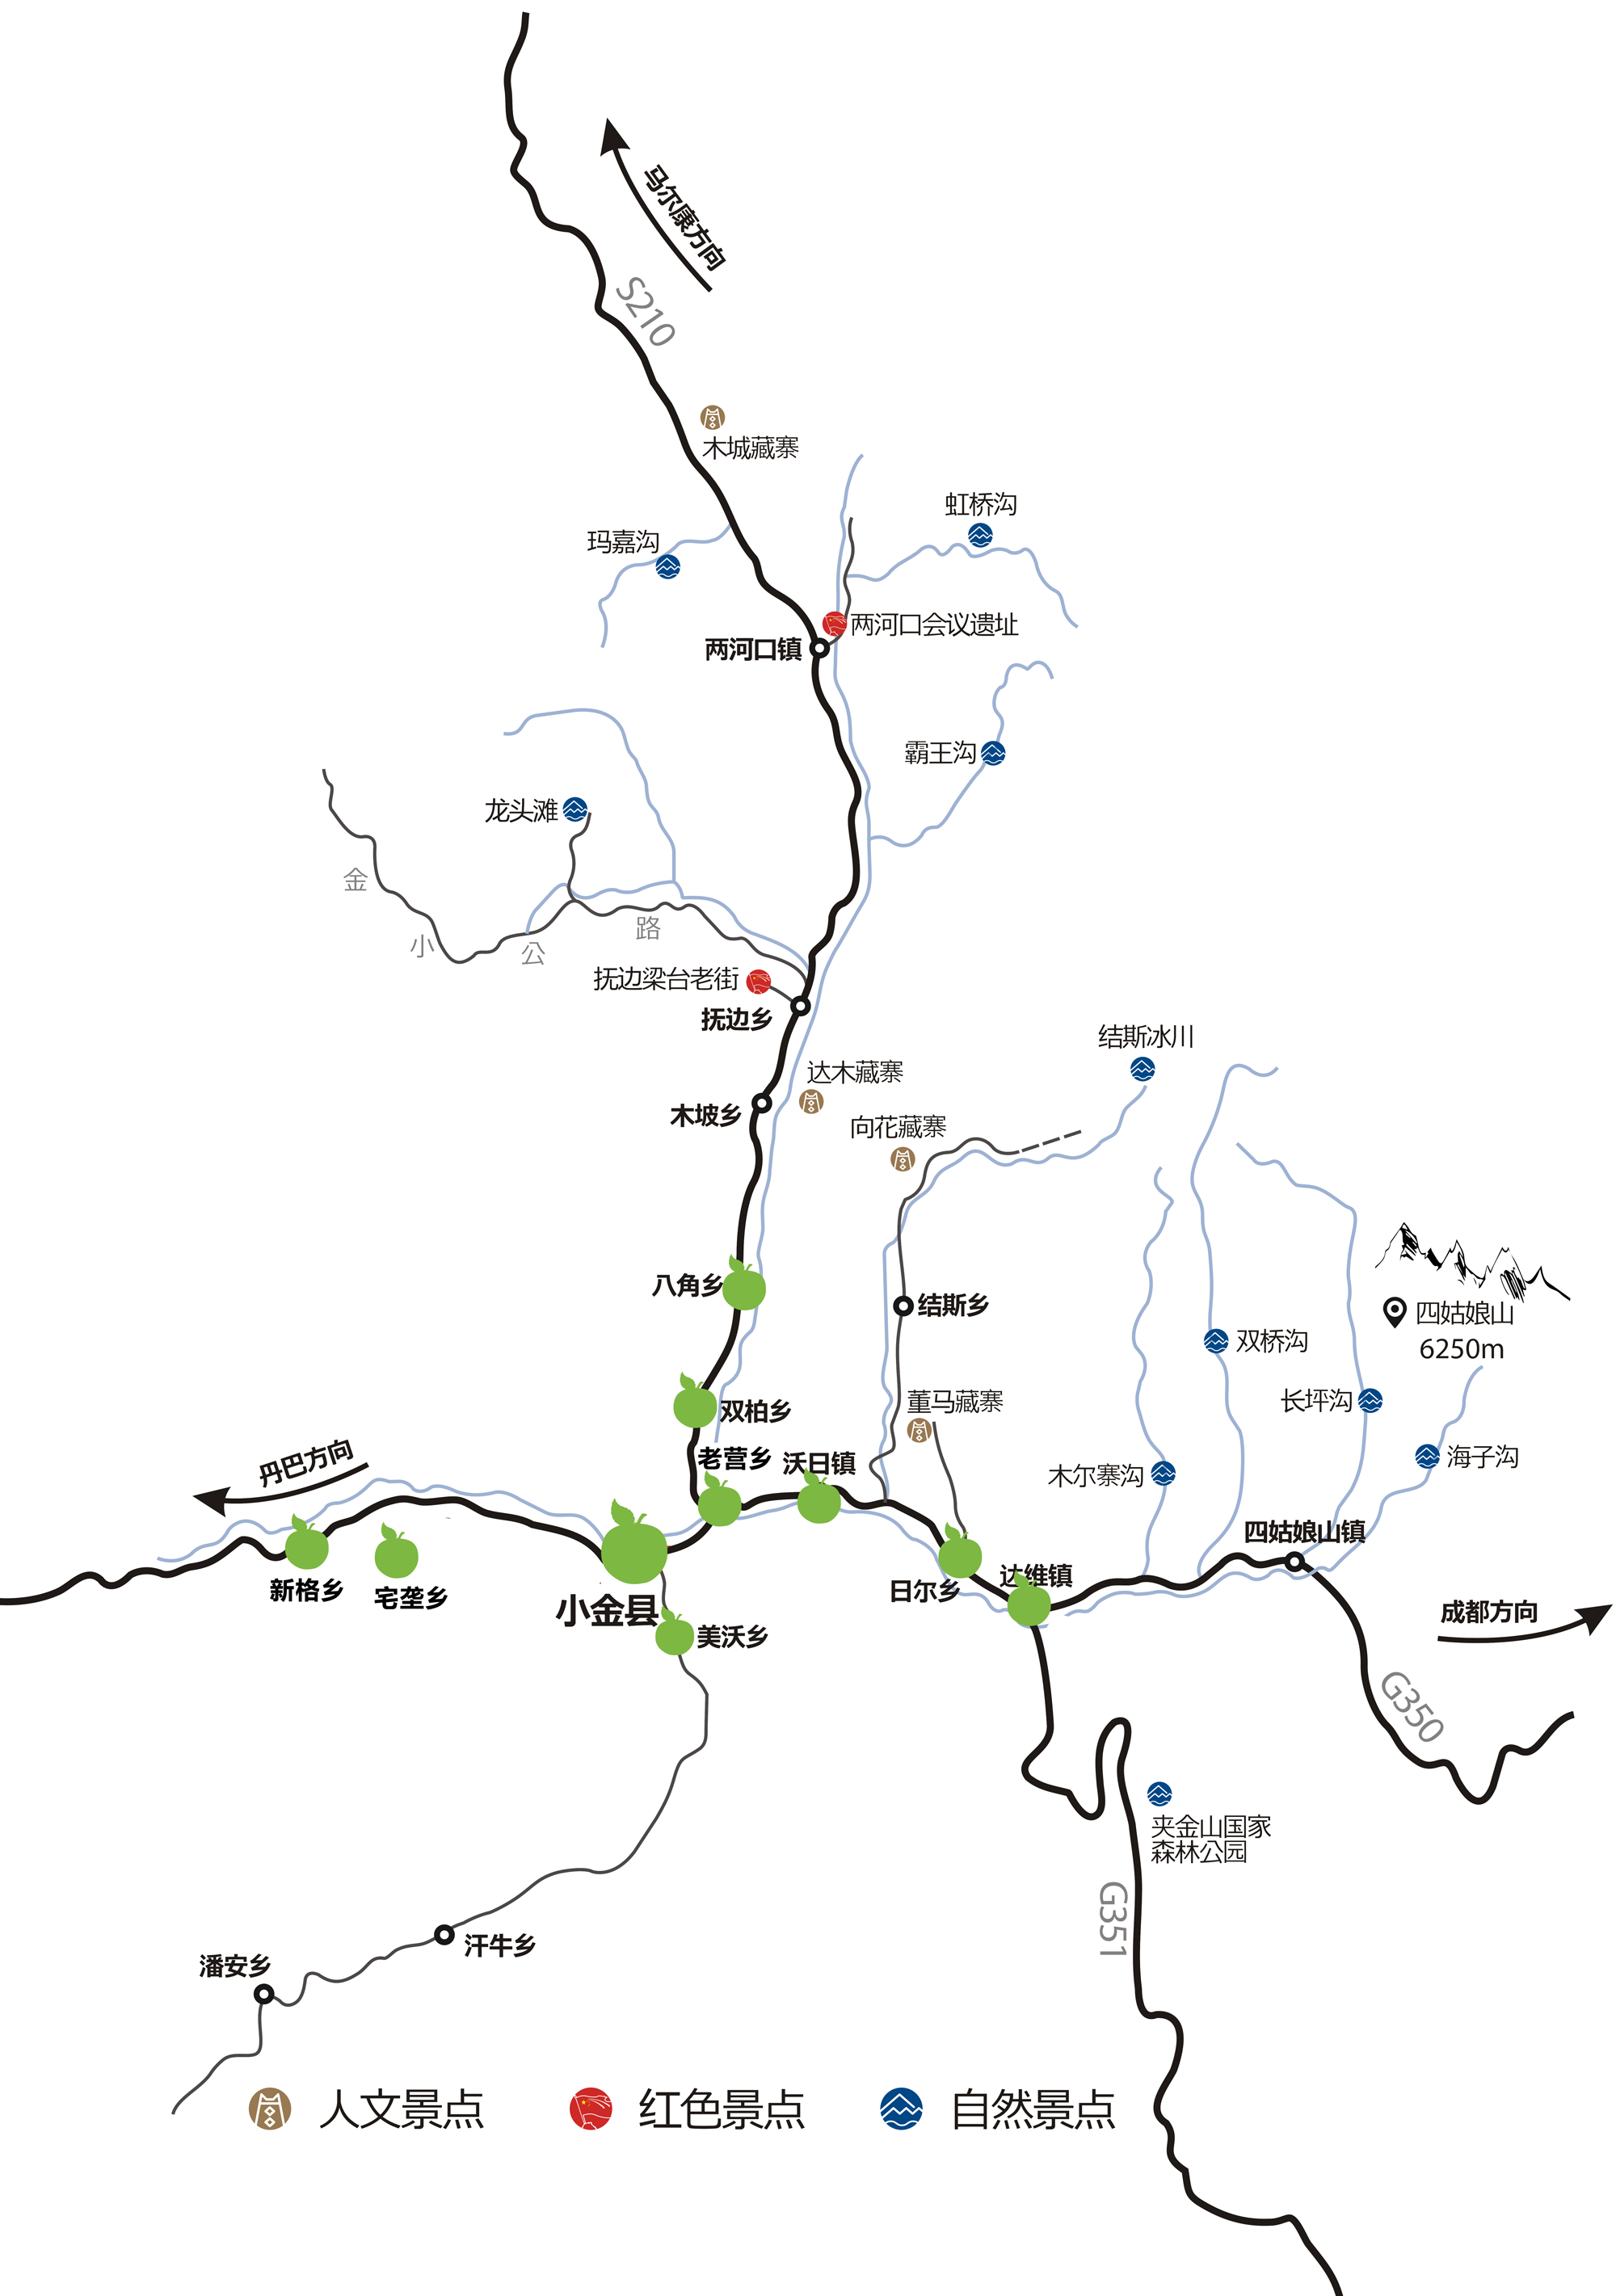 马尔康方向
S210
木城藏寨
虹桥沟
玛嘉沟
两河口会议遗址
两河口镇
霸王沟
龙头滩
金
小
公
路
抚边梁台老街
抚边乡
结斯冰川
达木藏寨
木坡乡
向花藏寨
八角乡
结斯乡
四姑娘山
6250m
双桥沟
长坪沟
董马藏寨
双柏乡
海子沟
老营乡
沃日镇
木尔寨沟
丹巴方向
四姑娘山镇
新格乡
宅垄乡
日尔乡
达维镇
小金县
成都方向
美沃乡
G350
夹金山国家
森林公园
G351
汗牛乡
潘安乡
人文景点
红色景点
自然景点